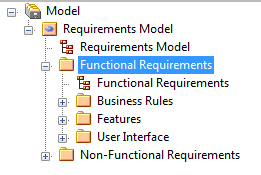 Model
Requirements Model
Requirements Model
Functional Requirements
Functional Requirements
Business Rules
Features
User Interface
Non-Functional Requirements